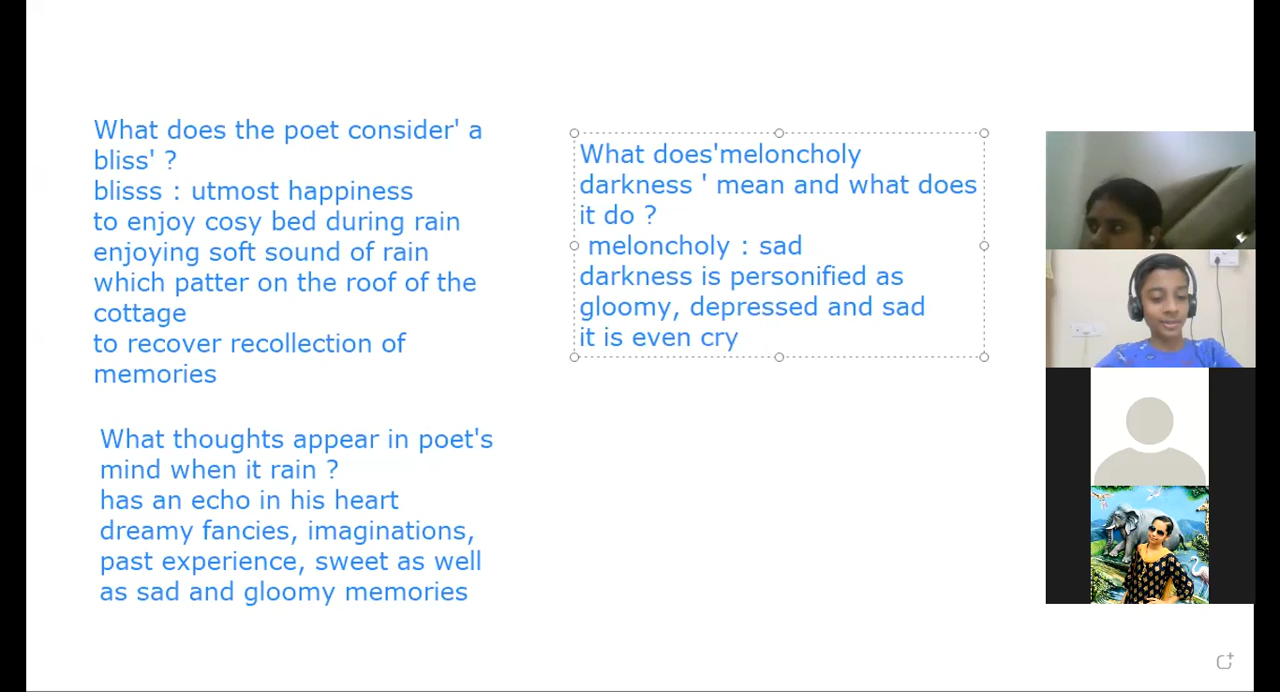 What does the poet consider' a
bliss' ?
blisss : utmost happiness
to enjoy cosy bed during rain
enjoying soft sound of rain
which patter on the roof of the
cottage
to recover recollection of
memories
What thoughts appear in poet's
mind when it rain ?
has an echo in his heart
dreamy fancies, imaginations,
past experience, sweet as well
as sad and gloomy memories
What does'meloncholy
darkness ' mean and what does
it do ?
meloncholy : sad
darkness is personified as
gloomy, depressed and sad
it is even cry